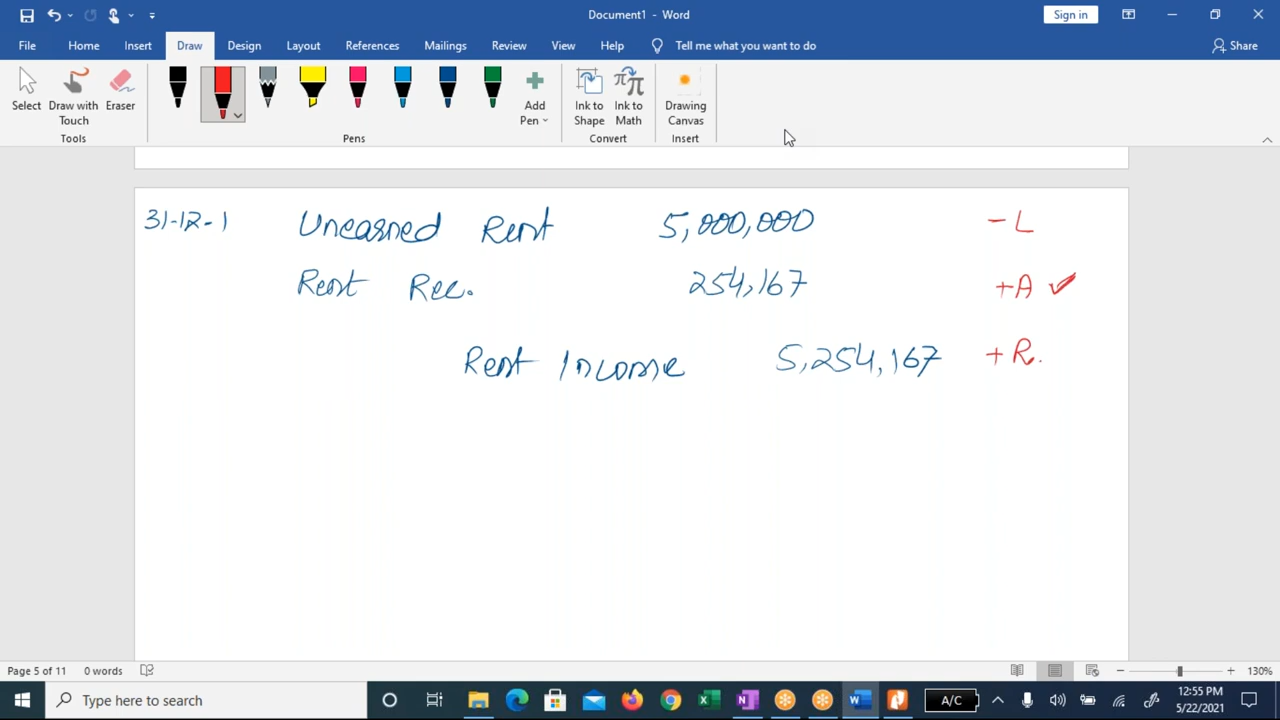 Document1 - Word
Sign in
File Home Insert Draw Design Layout References Mailings Review View Help Tell me what you want to do Share
Select Draw with Touch Eraser Add Pen Ink to Shape Ink to Math Drawing Canvas
Tools Pens Convert Insert
31-12-1 Unearned Rent 5,000,000 - L
Rent Rec. 254,167 + A ✓
Rent Income 5,254,167 + R.
Page 5 of 11 0 words 130%
Type here to search A/C 12:55 PM
5/22/2021